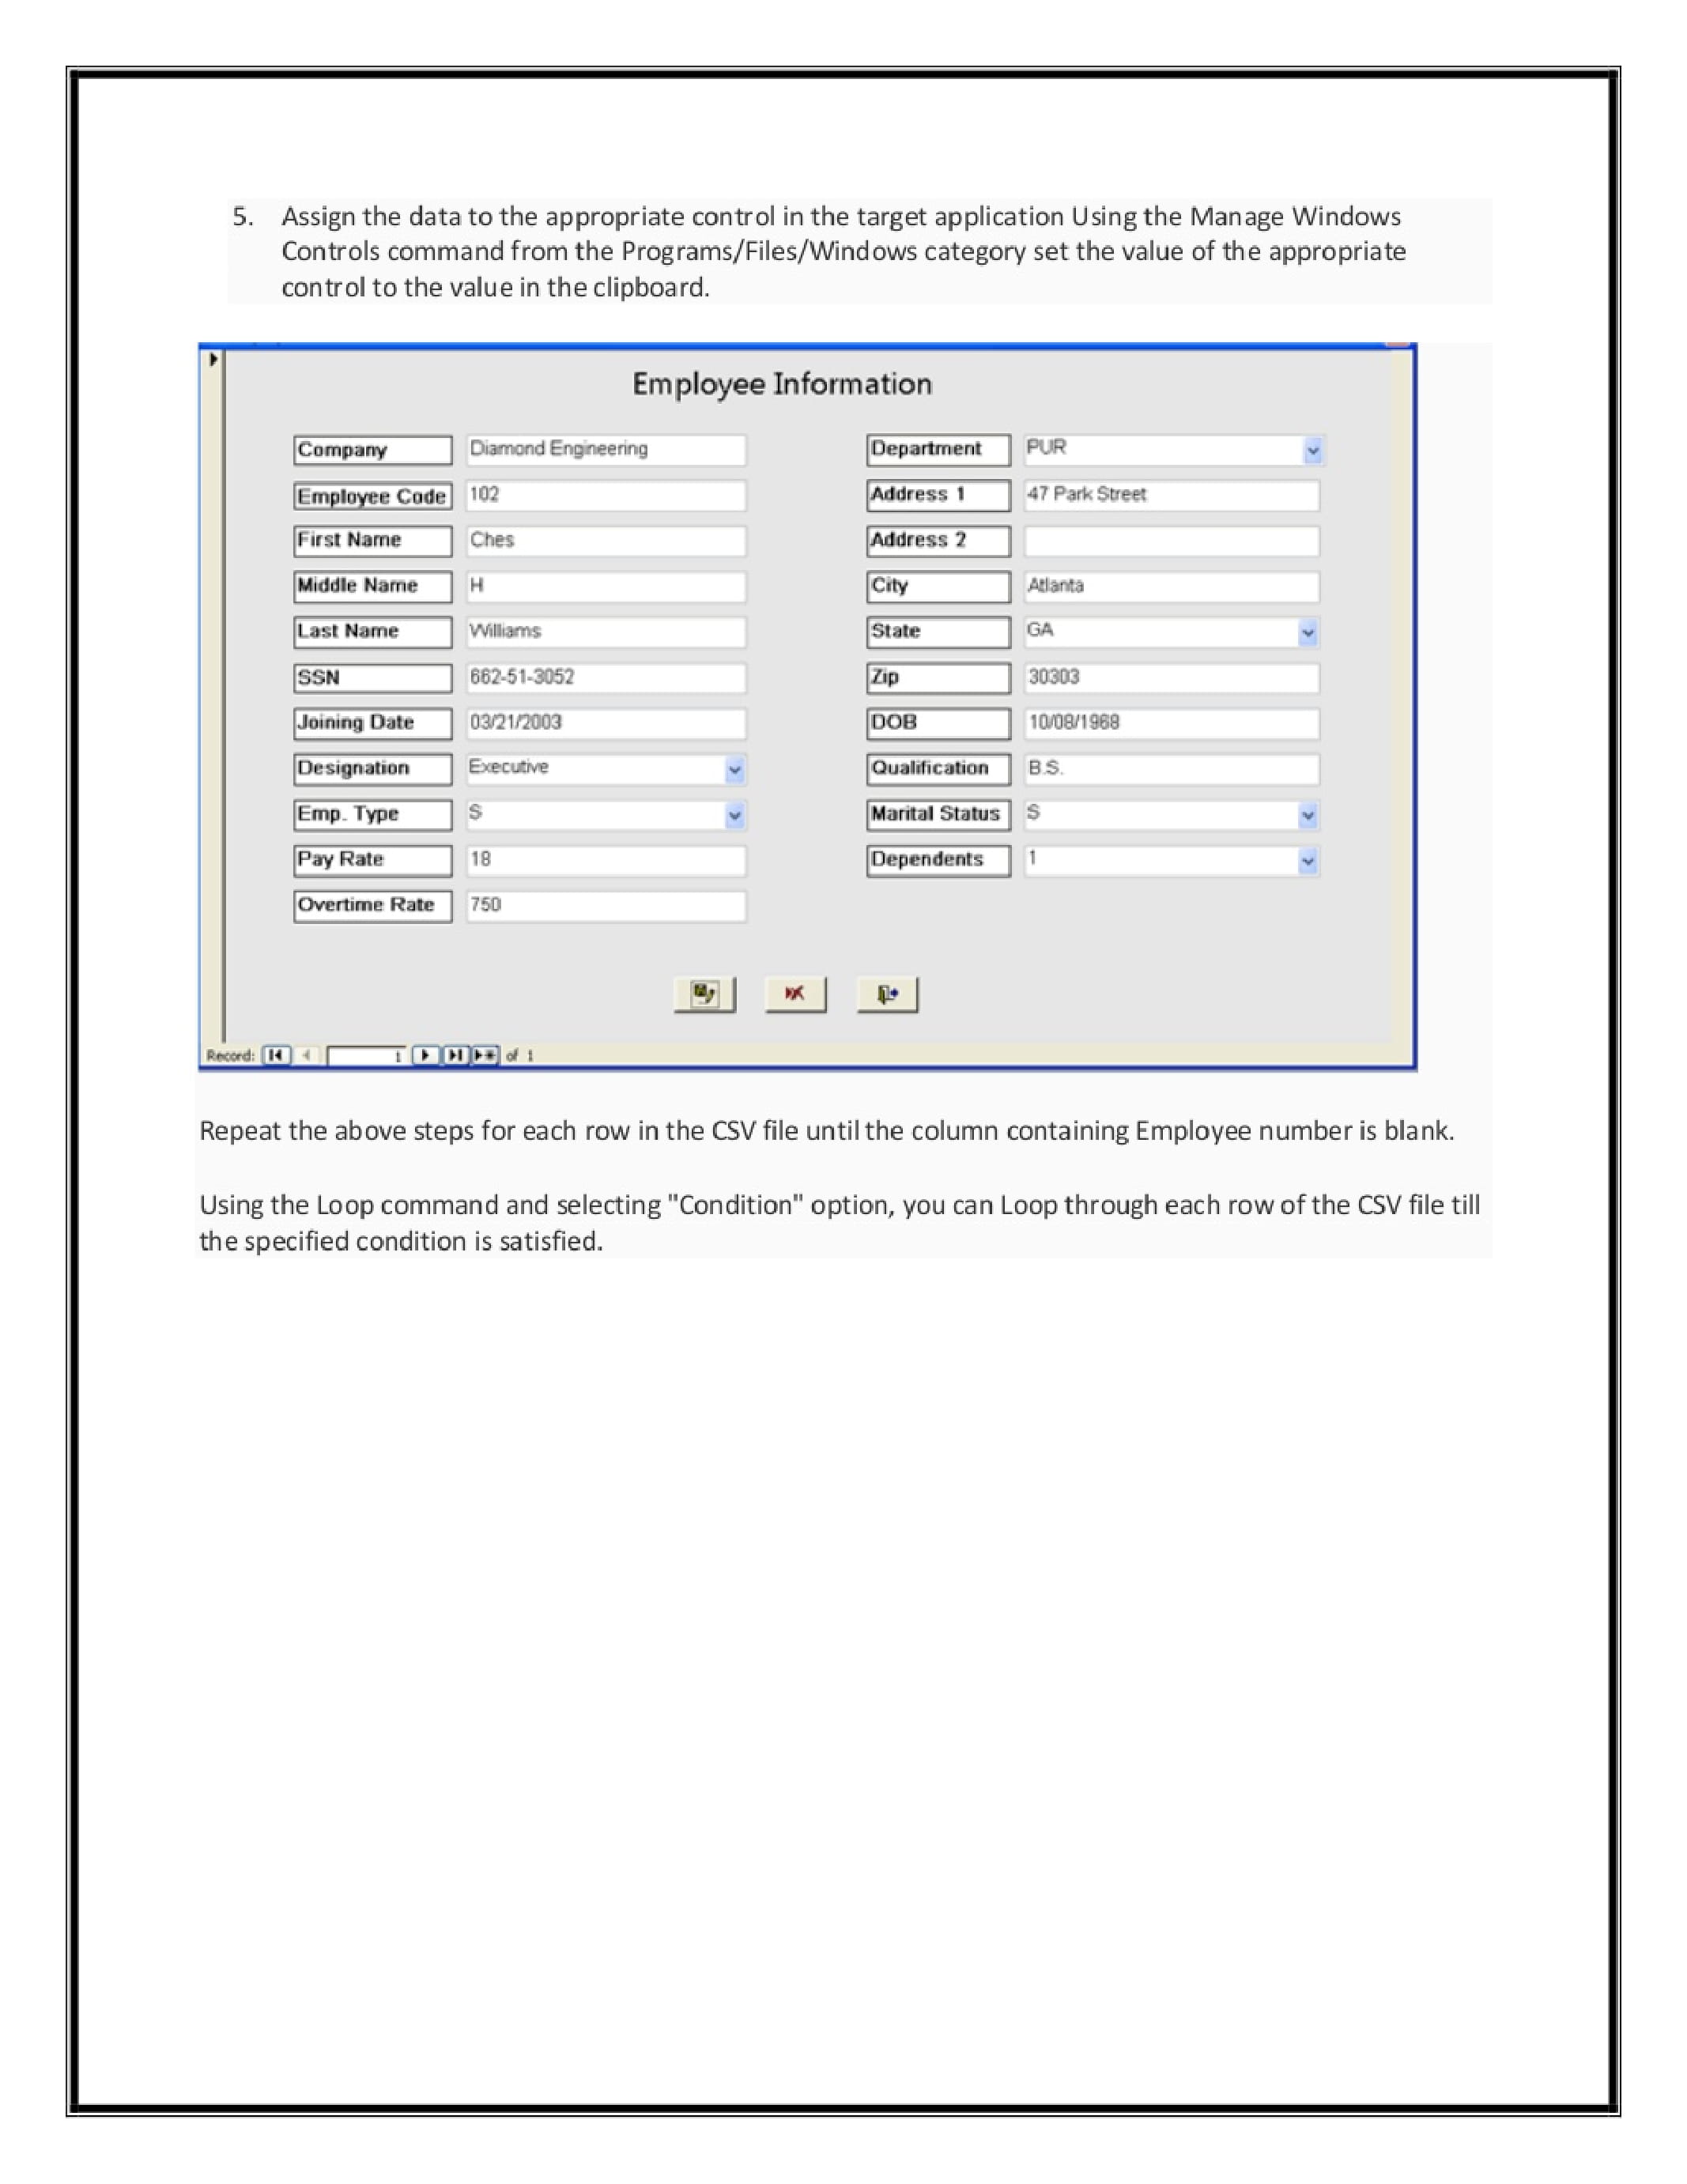 5. Assign the data to the appropriate control in the target application Using the Manage Windows
Controls command from the Programs/Files/Windows category set the value of the appropriate
control to the value in the clipboard.
Employee Information
Company Diamond Engineering Department PUR
Employee Code 102 Address 1 47 Park Street
First Name Ches Address 2
Middle Name H City Atlanta
Last Name Williams State GA
SSN 662-51-3052 Zip 30303
Joining Date 03/21/2003 DOB 10/08/1968
Designation Executive Qualification B.S.
Emp. Type S Marital Status S
Pay Rate 18 Dependents 1
Overtime Rate 750
Record: 1 of 1
Repeat the above steps for each row in the CSV file until the column containing Employee number is blank.
Using the Loop command and selecting "Condition" option, you can Loop through each row of the CSV file till
the specified condition is satisfied.